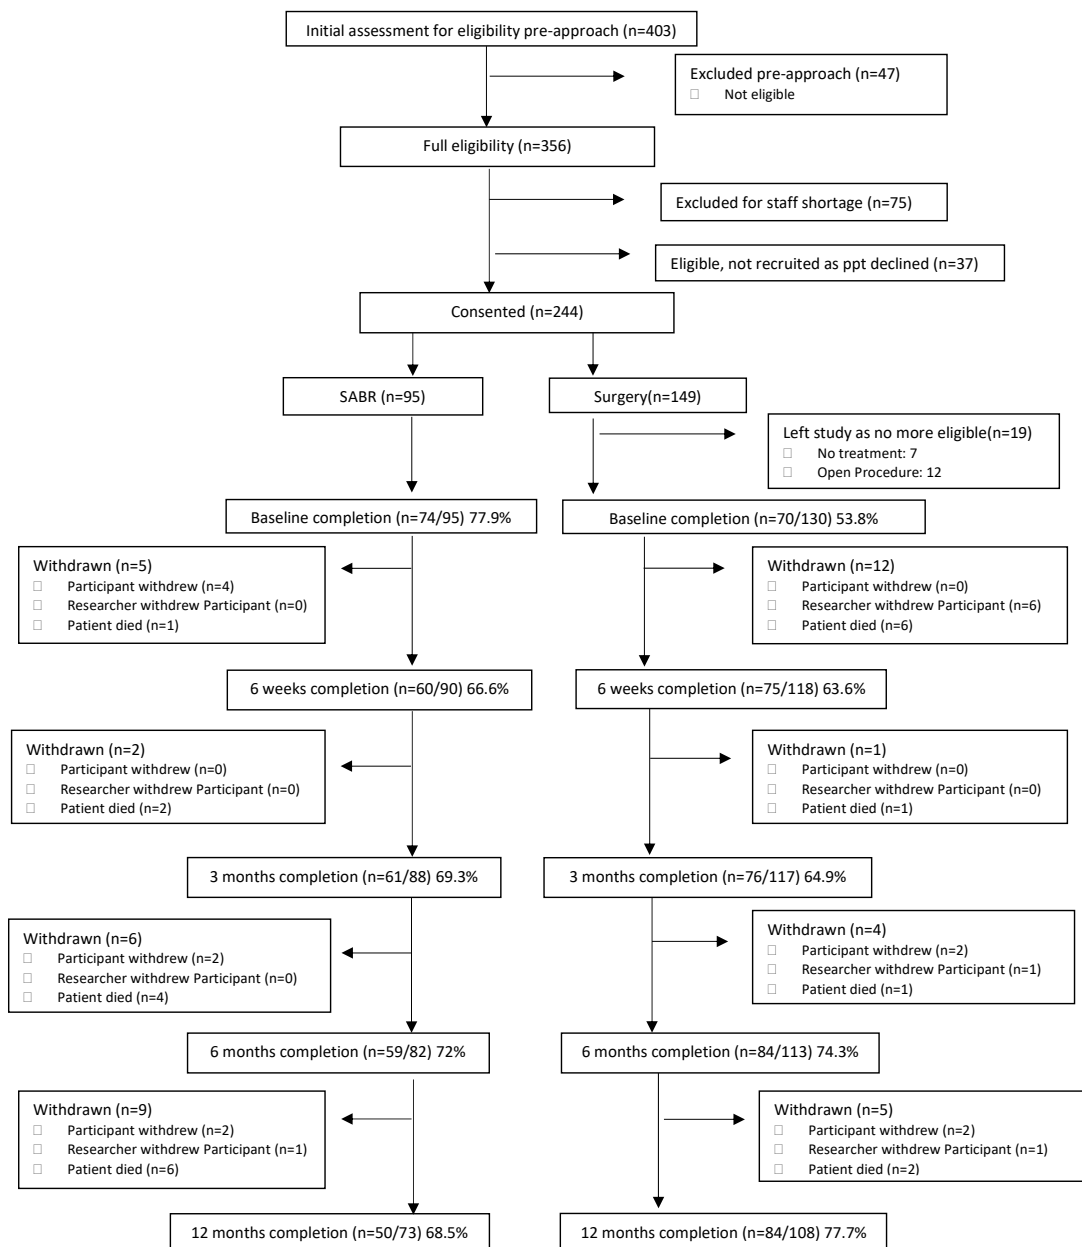 Initial assessment for eligibility pre-approach (n=403)
Excluded pre-approach (n=47)
Not eligible
Full eligibility (n=356)
Excluded for staff shortage (n=75)
Eligible, not recruited as ppt declined (n=37)
Consented (n=244)
SABR (n=95)
Surgery(n=149)
Left study as no more eligible(n=19)
No treatment: 7
Open Procedure: 12
Baseline completion (n=74/95) 77.9%
Baseline completion (n=70/130) 53.8%
Withdrawn (n=5)
Participant withdrew (n=4)
Researcher withdrew Participant (n=0)
Patient died (n=1)
Withdrawn (n=12)
Participant withdrew (n=0)
Researcher withdrew Participant (n=6)
Patient died (n=6)
6 weeks completion (n=60/90) 66.6%
6 weeks completion (n=75/118) 63.6%
Withdrawn (n=2)
Participant withdrew (n=0)
Researcher withdrew Participant (n=0)
Patient died (n=2)
Withdrawn (n=1)
Participant withdrew (n=0)
Researcher withdrew Participant (n=0)
Patient died (n=1)
3 months completion (n=61/88) 69.3%
3 months completion (n=76/117) 64.9%
Withdrawn (n=6)
Participant withdrew (n=2)
Researcher withdrew Participant (n=0)
Patient died (n=4)
Withdrawn (n=4)
Participant withdrew (n=2)
Researcher withdrew Participant (n=1)
Patient died (n=1)
6 months completion (n=59/82) 72%
6 months completion (n=84/113) 74.3%
Withdrawn (n=9)
Participant withdrew (n=2)
Researcher withdrew Participant (n=1)
Patient died (n=6)
Withdrawn (n=5)
Participant withdrew (n=2)
Researcher withdrew Participant (n=1)
Patient died (n=2)
12 months completion (n=50/73) 68.5%
12 months completion (n=84/108) 77.7%